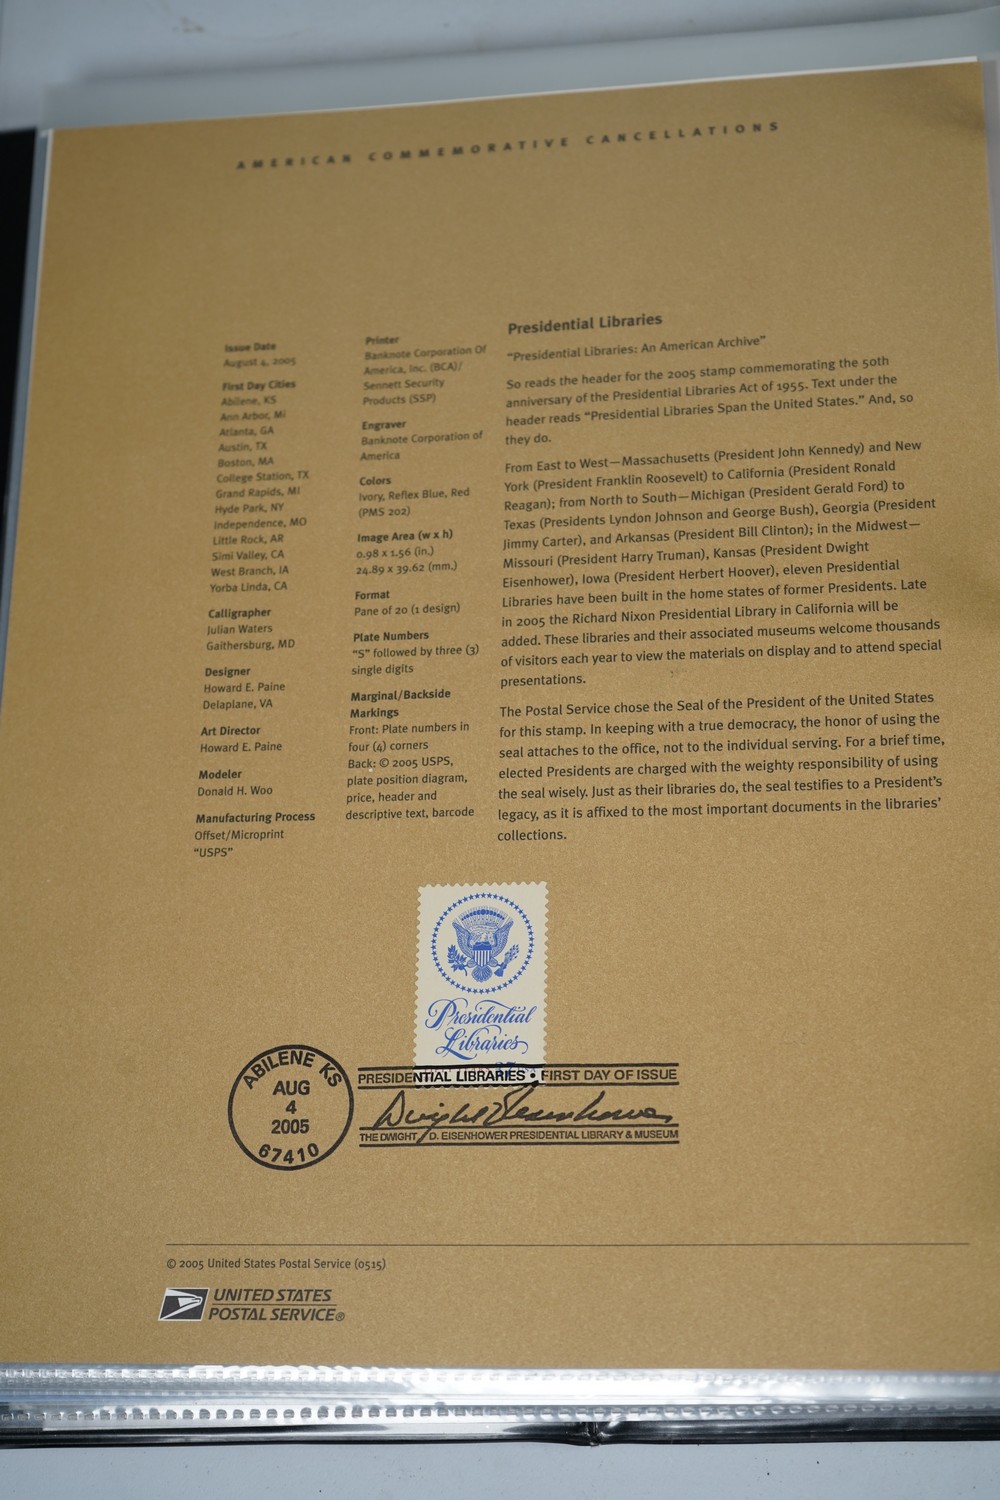 AMERICAN COMMEMORATIVE CANCELLATIONS
Issue Date
August 4, 2005
First Day Cities
Abilene, KS
Ann Arbor, MI
Atlanta, GA
Austin, TX
Boston, MA
College Station, TX
Grand Rapids, MI
Hyde Park, NY
Independence, MO
Little Rock, AR
Simi Valley, CA
West Branch, IA
Yorba Linda, CA
Calligrapher
Julian Waters
Gaithersburg, MD
Designer
Howard E. Paine
Delaplane, VA
Art Director
Howard E. Paine
Modeler
Donald H. Woo
Manufacturing Process
Offset/Microprint
"USPS"
Printer
Banknote Corporation Of
America, Inc. (BCA)/
Sennett Security
Products (SSP)
Engraver
Banknote Corporation of
America
Colors
Ivory, Reflex Blue, Red
(PMS 202)
Image Area (w x h)
0.98 x 1.56 (in.)
24.89 x 39.62 (mm.)
Format
Pane of 20 (1 design)
Plate Numbers
"S" followed by three (3)
single digits
Marginal/Backside
Markings
Front: Plate numbers in
four (4) corners
Back: © 2005 USPS,
plate position diagram,
price, header and
descriptive text, barcode
Presidential Libraries
"Presidential Libraries: An American Archive"
So reads the header for the 2005 stamp commemorating the 50th
anniversary of the Presidential Libraries Act of 1955. Text under the
header reads "Presidential Libraries Span the United States." And, so
they do.
From East to West—Massachusetts (President John Kennedy) and New
York (President Franklin Roosevelt) to California (President Ronald
Reagan); from North to South—Michigan (President Gerald Ford) to
Texas (Presidents Lyndon Johnson and George Bush), Georgia (President
Jimmy Carter), and Arkansas (President Bill Clinton); in the Midwest—
Missouri (President Harry Truman), Kansas (President Dwight
Eisenhower), Iowa (President Herbert Hoover), eleven Presidential
Libraries have been built in the home states of former Presidents. Late
in 2005 the Richard Nixon Presidential Library in California will be
added. These libraries and their associated museums welcome thousands
of visitors each year to view the materials on display and to attend special
presentations.
The Postal Service chose the Seal of the President of the United States
for this stamp. In keeping with a true democracy, the honor of using the
seal attaches to the office, not to the individual serving. For a brief time,
elected Presidents are charged with the weighty responsibility of using
the seal wisely. Just as their libraries do, the seal testifies to a President's
legacy, as it is affixed to the most important documents in the libraries'
collections.
Presidential
Libraries
ABILENE KS
AUG
4
2005
67410
PRESIDENTIAL LIBRARIES • FIRST DAY OF ISSUE
Dwight Eisenhower
THE DWIGHT D. EISENHOWER PRESIDENTIAL LIBRARY & MUSEUM
© 2005 United States Postal Service (0515)
UNITED STATES
POSTAL SERVICE®